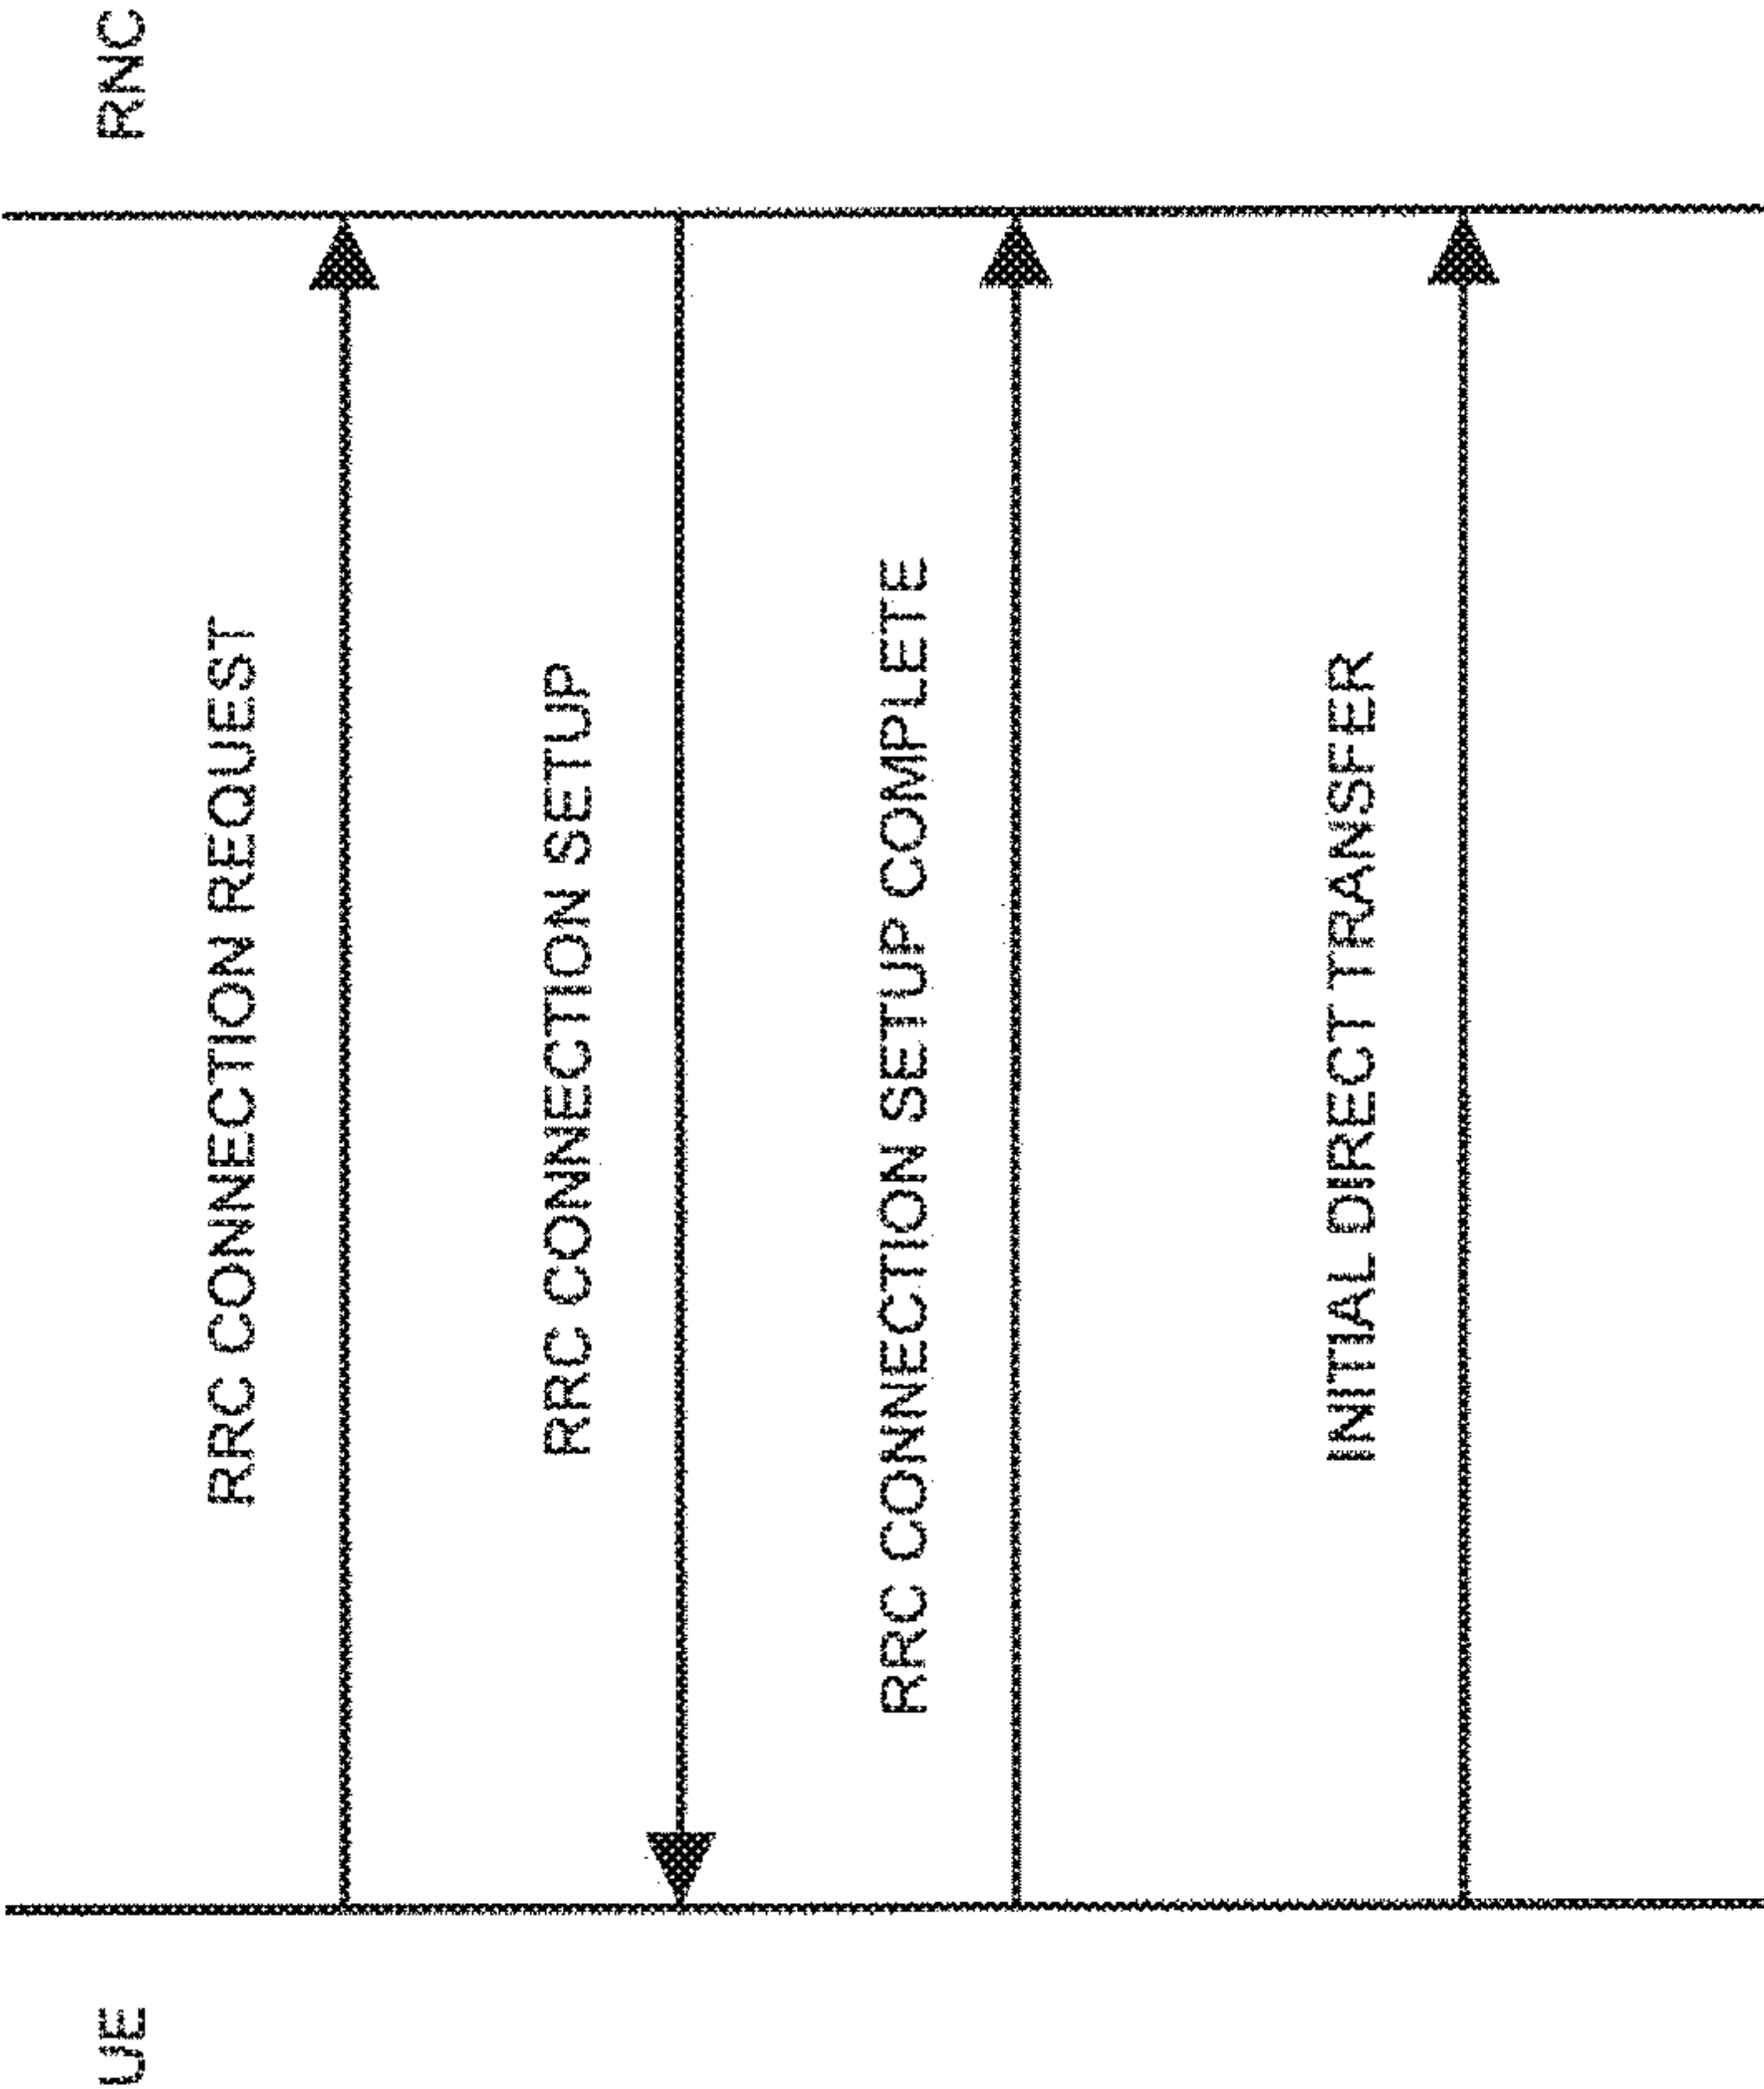 UE
RNC
RRC CONNECTION REQUEST
RRC CONNECTION SETUP
RRC CONNECTION SETUP COMPLETE
INITIAL DIRECT TRANSFER